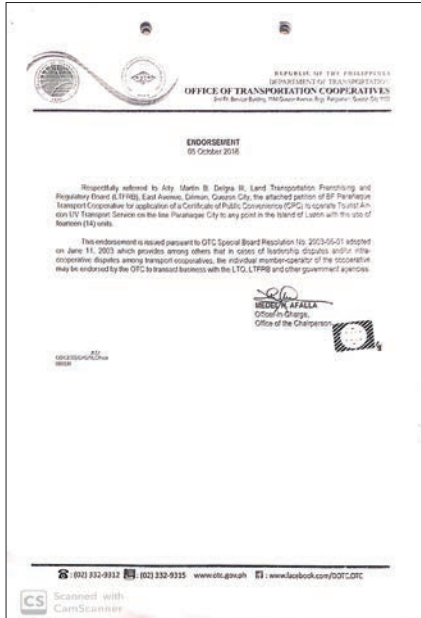 REPUBLIC OF THE PHILIPPINES
DEPARTMENT OF TRANSPORTATION
OFFICE OF TRANSPORTATION COOPERATIVES
ENDORSEMENT
05 October 2018
Respectfully referred to Atty. Martin B. Delgra III, Land Transportation Franchising and
Regulatory Board (LTFRB), East Avenue, Diliman, Quezon City, the attached petition of BF Parañaque
Transport Cooperative for application of a Certificate of Public Convenience (CPC) to operate Tourist Air-
con UV Transport Service on the line Parañaque City to any point in the Island of Luzon with the use of
fourteen (14) units.
This endorsement is issued pursuant to OTC Special Board Resolution No. 2003-06-01 adopted
on June 11, 2003 which provides among others that in cases of leadership disputes and/or intra-
cooperative disputes among transport cooperatives, the individual member-operator of the cooperative
may be endorsed by the OTC to transact business with the LTO, LTFRB and other government agencies.
MEDEL N. AFALLA
Officer-in-Charge,
Office of the Chairperson
: (02) 332-9312 : (02) 332-9315 www.otc.gov.ph : www.facebook.com/DOTC.OTC
CS Scanned with
CamScanner